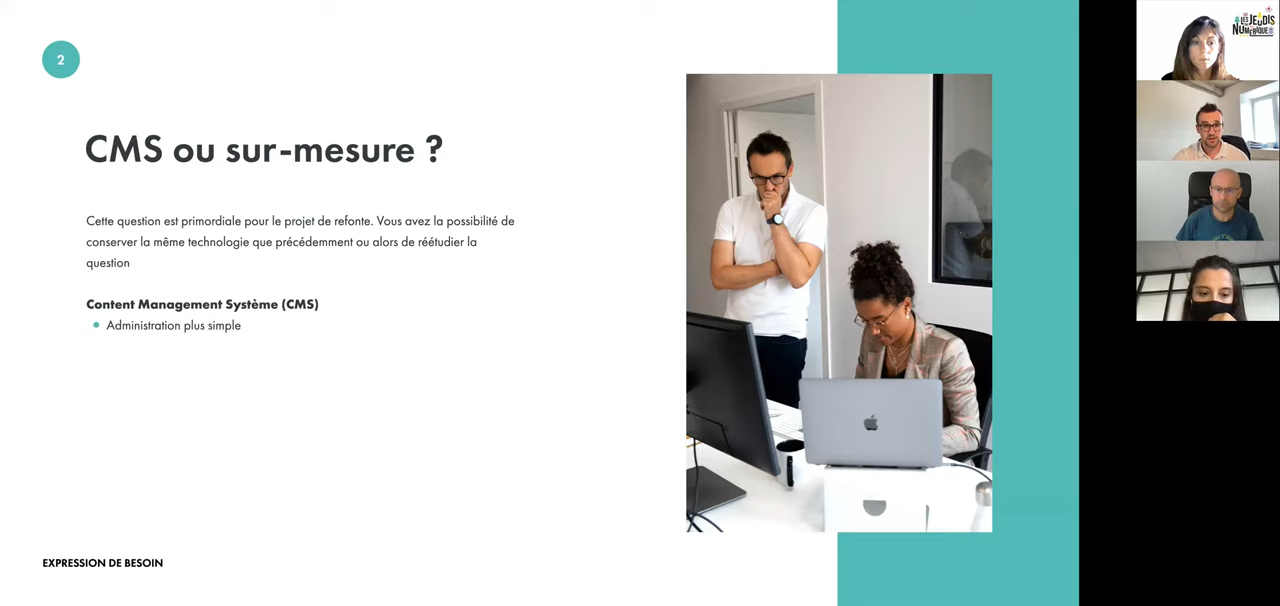 2
CMS ou sur-mesure ?
Cette question est primordiale pour le projet de refonte. Vous avez la possibilité de
conserver la même technologie que précédemment ou alors de réétudier la
question
Content Management Système (CMS)
Administration plus simple
EXPRESSION DE BESOIN
LES JEUDIS
NUMÉRIQUES